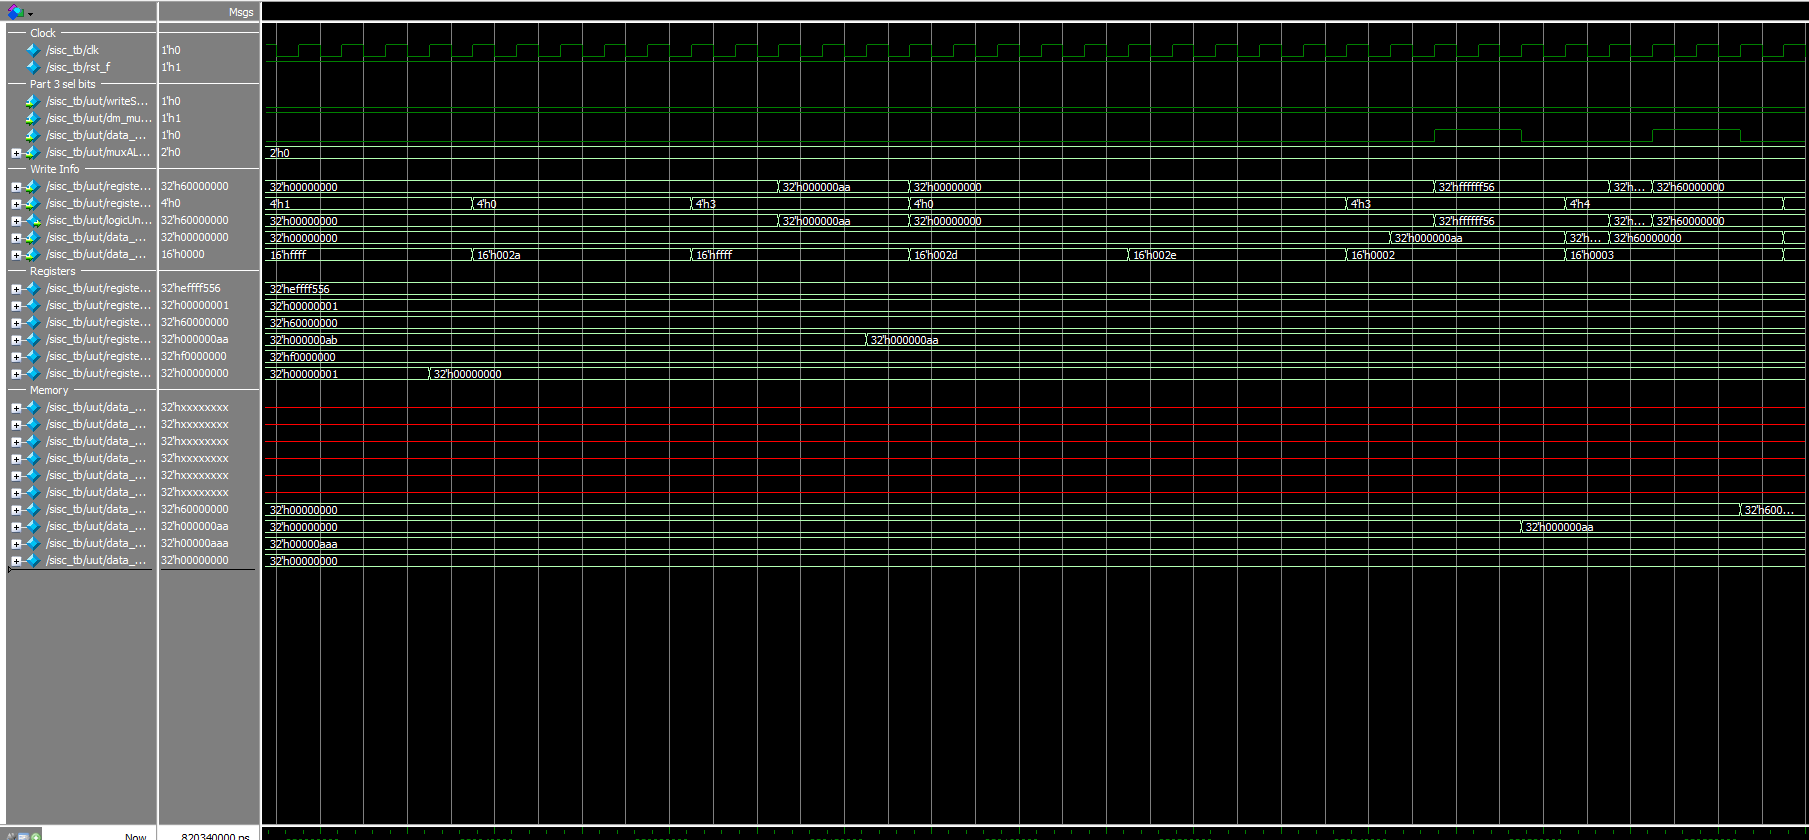 Msgs
Clock
/sisc_tb/clk 1'h0
/sisc_tb/rst_f 1'h1
Part 3 sel bits
/sisc_tb/uut/writeS... 1'h0
/sisc_tb/uut/dm_mu... 1'h1
/sisc_tb/uut/data_... 1'h0
/sisc_tb/uut/muxAL... 2'h0 2'h0
Write Info
/sisc_tb/uut/registe... 32'h60000000 32'h00000000 32'h000000aa 32'h00000000 32'hffffff56 32'h... 32'h60000000
/sisc_tb/uut/registe... 4'h0 4'h1 4'h0 4'h3 4'h0 4'h3 4'h4
/sisc_tb/uut/logicUn... 32'h60000000 32'h00000000 32'h000000aa 32'h00000000 32'hffffff56 32'h... 32'h60000000
/sisc_tb/uut/data_... 32'h00000000 32'h00000000 32'h000000aa 32'h... 32'h60000000
/sisc_tb/uut/data_... 16'h0000 16'hffff 16'h002a 16'hffff 16'h002d 16'h002e 16'h0002 16'h0003
Registers
/sisc_tb/uut/registe... 32'heffff556 32'heffff556
/sisc_tb/uut/registe... 32'h00000001 32'h00000001
/sisc_tb/uut/registe... 32'h60000000 32'h60000000
/sisc_tb/uut/registe... 32'h000000aa 32'h000000ab 32'h000000aa
/sisc_tb/uut/registe... 32'hf0000000 32'hf0000000
/sisc_tb/uut/registe... 32'h00000000 32'h00000001 32'h00000000
Memory
/sisc_tb/uut/data_... 32'hxxxxxxxx
/sisc_tb/uut/data_... 32'hxxxxxxxx
/sisc_tb/uut/data_... 32'hxxxxxxxx
/sisc_tb/uut/data_... 32'hxxxxxxxx
/sisc_tb/uut/data_... 32'hxxxxxxxx
/sisc_tb/uut/data_... 32'hxxxxxxxx
/sisc_tb/uut/data_... 32'h60000000 32'h00000000 32'h600...
/sisc_tb/uut/data_... 32'h000000aa 32'h00000000 32'h000000aa
/sisc_tb/uut/data_... 32'h00000aaa 32'h00000aaa
/sisc_tb/uut/data_... 32'h00000000 32'h00000000
Now 820340000 ps